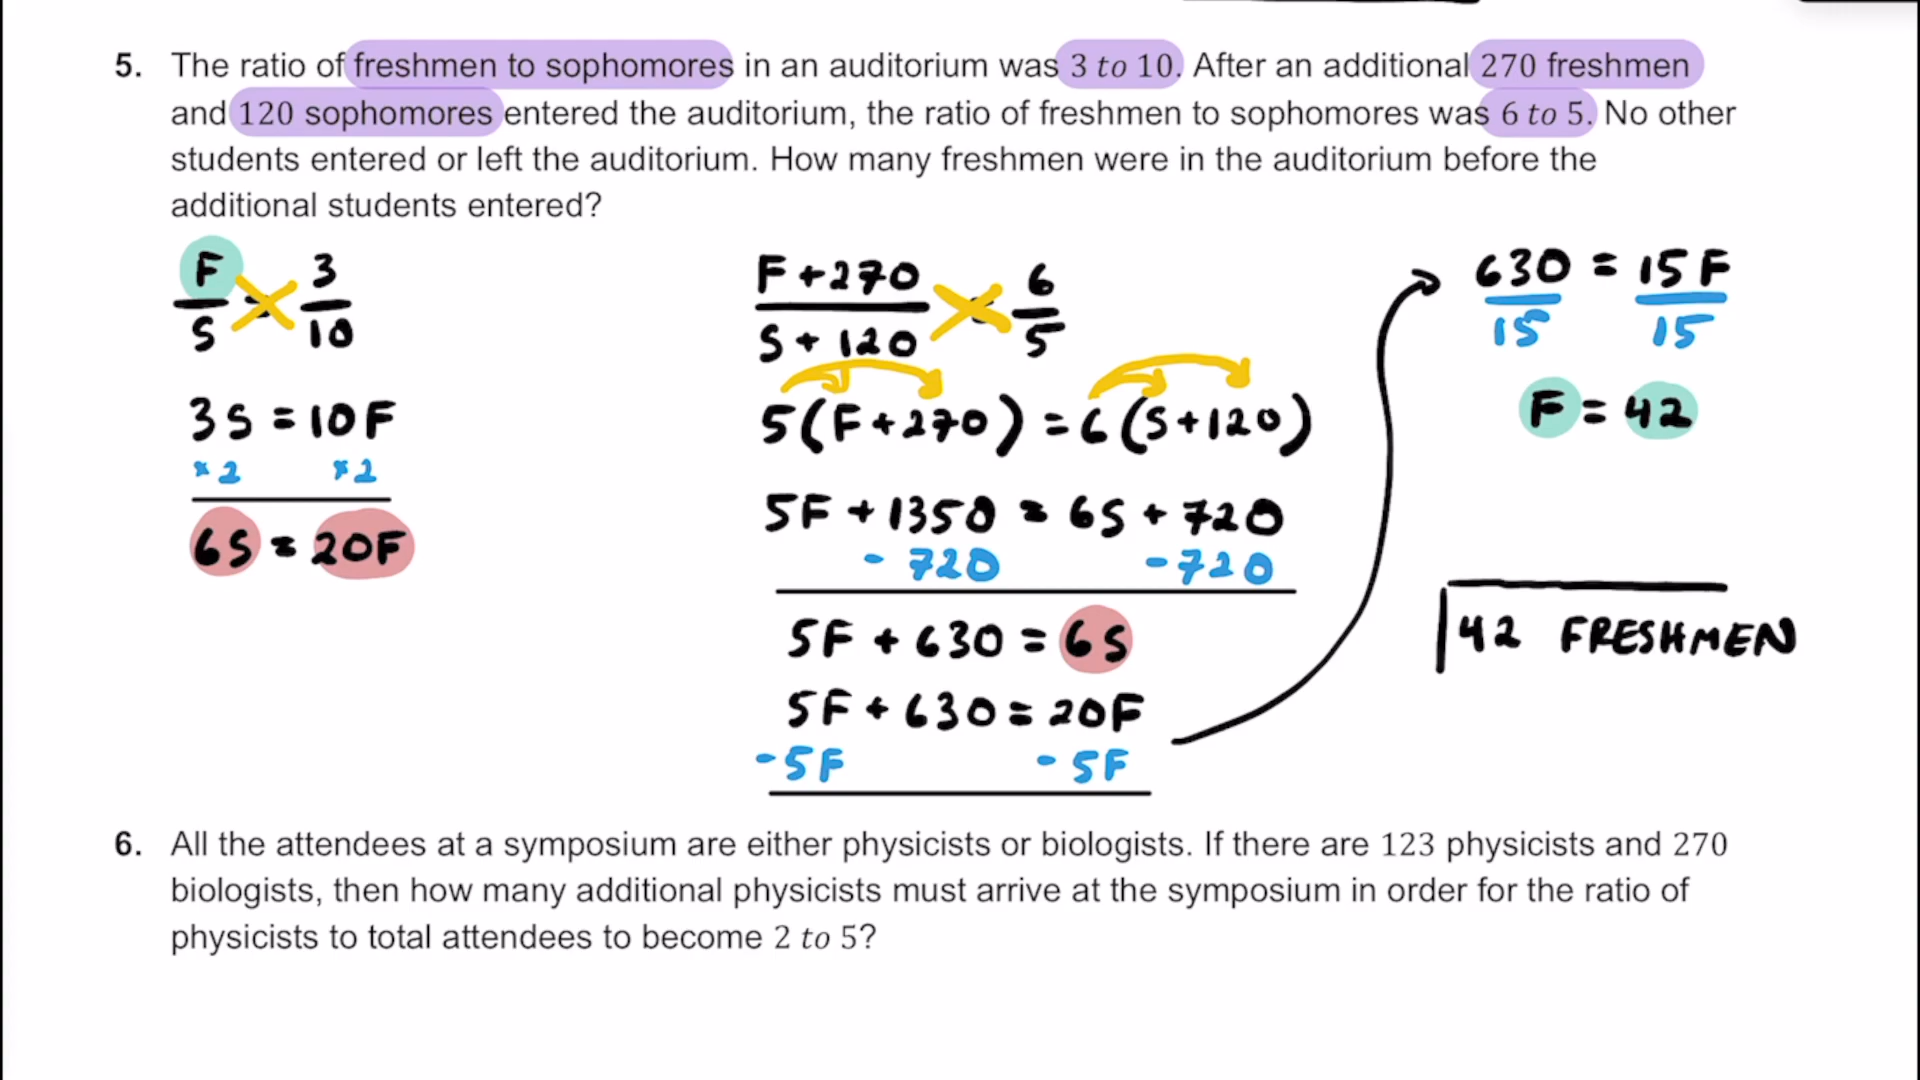 5. The ratio of freshmen to sophomores in an auditorium was 3 to 10. After an additional 270 freshmen
and 120 sophomores entered the auditorium, the ratio of freshmen to sophomores was 6 to 5. No other
students entered or left the auditorium. How many freshmen were in the auditorium before the
additional students entered?
F/S = 3/10
3S = 10F
×2 ×2
6S = 20F
F+270/S+120 = 6/5
5(F+270) = 6(S+120)
5F + 1350 = 6S + 720
-720 -720
5F + 630 = 6S
5F + 630 = 20F
-5F -5F
630 = 15F
15 15
F = 42
42 FRESHMEN
6. All the attendees at a symposium are either physicists or biologists. If there are 123 physicists and 270
biologists, then how many additional physicists must arrive at the symposium in order for the ratio of
physicists to total attendees to become 2 to 5?